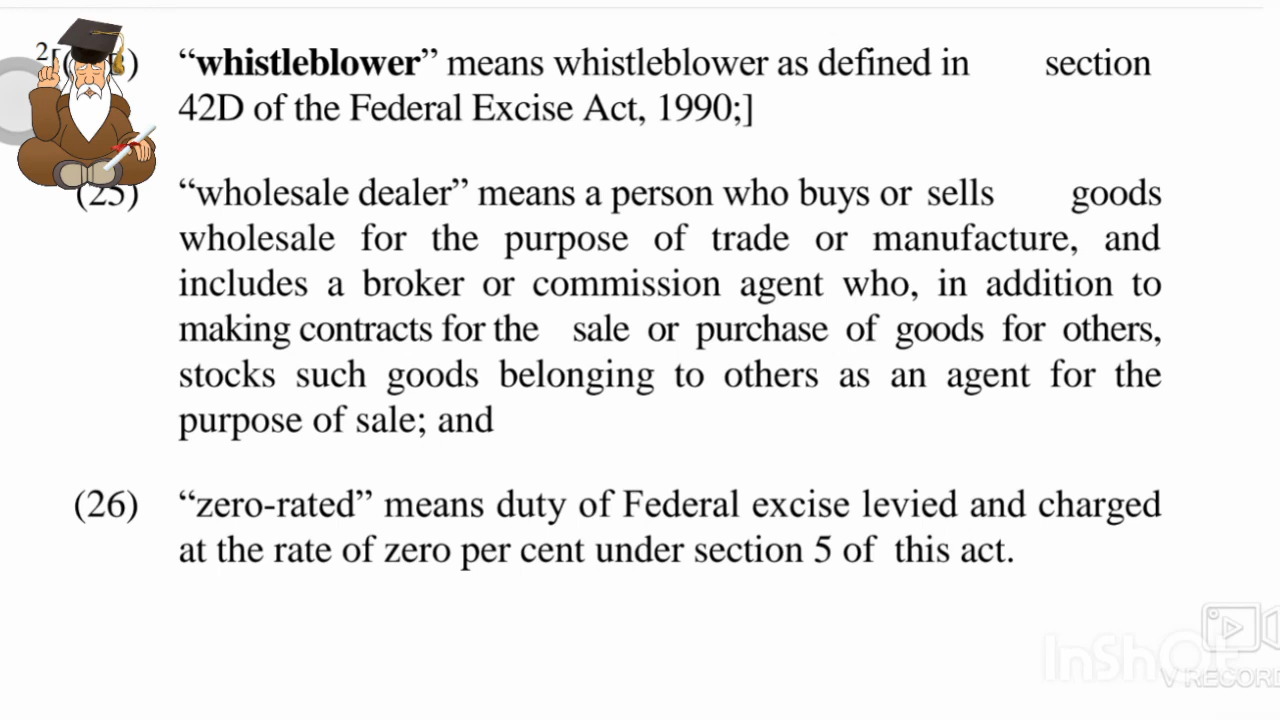 2[( ) “whistleblower” means whistleblower as defined in section
42D of the Federal Excise Act, 1990;]
(25) “wholesale dealer” means a person who buys or sells goods
wholesale for the purpose of trade or manufacture, and
includes a broker or commission agent who, in addition to
making contracts for the sale or purchase of goods for others,
stocks such goods belonging to others as an agent for the
purpose of sale; and
(26) “zero-rated” means duty of Federal excise levied and charged
at the rate of zero per cent under section 5 of this act.
InShOt
V RECORD